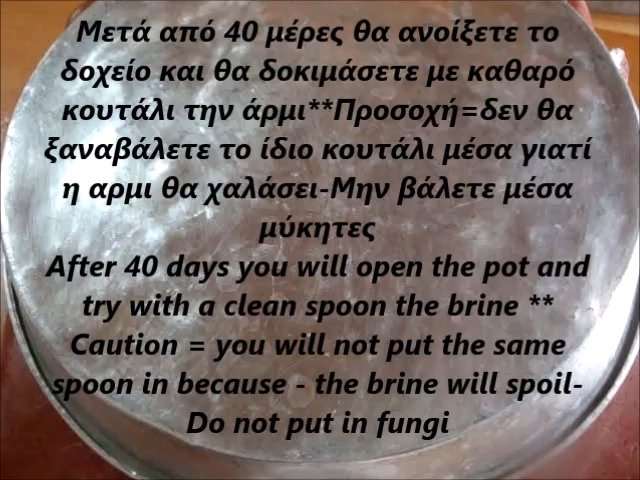 Μετά από 40 μέρες θα ανοίξετε το
δοχείο και θα δοκιμάσετε με καθαρό
κουτάλι την άρμι**Προσοχή=δεν θα
ξαναβάλετε το ίδιο κουτάλι μέσα γιατί
η αρμι θα χαλάσει-Μην βάλετε μέσα
μύκητες
After 40 days you will open the pot and
try with a clean spoon the brine **
Caution = you will not put the same
spoon in because - the brine will spoil-
Do not put in fungi